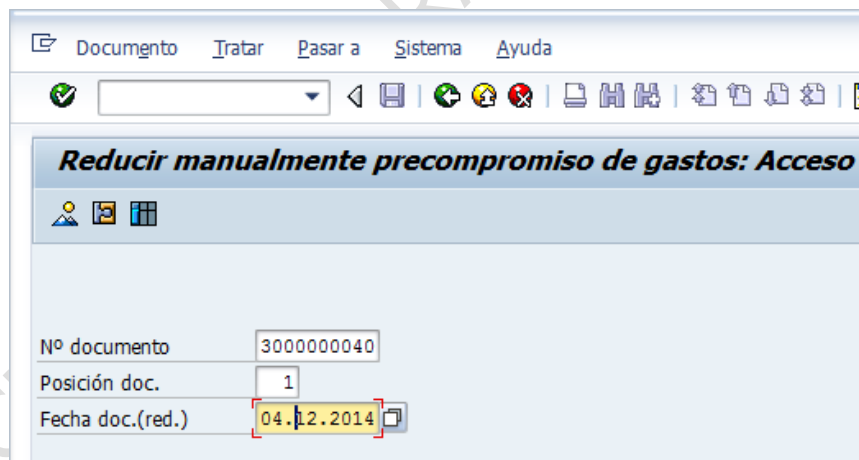 Documento Tratar Pasar a Sistema Ayuda
Reducir manualmente precompromiso de gastos: Acceso
Nº documento 3000000040
Posición doc. 1
Fecha doc.(red.) 04.12.2014